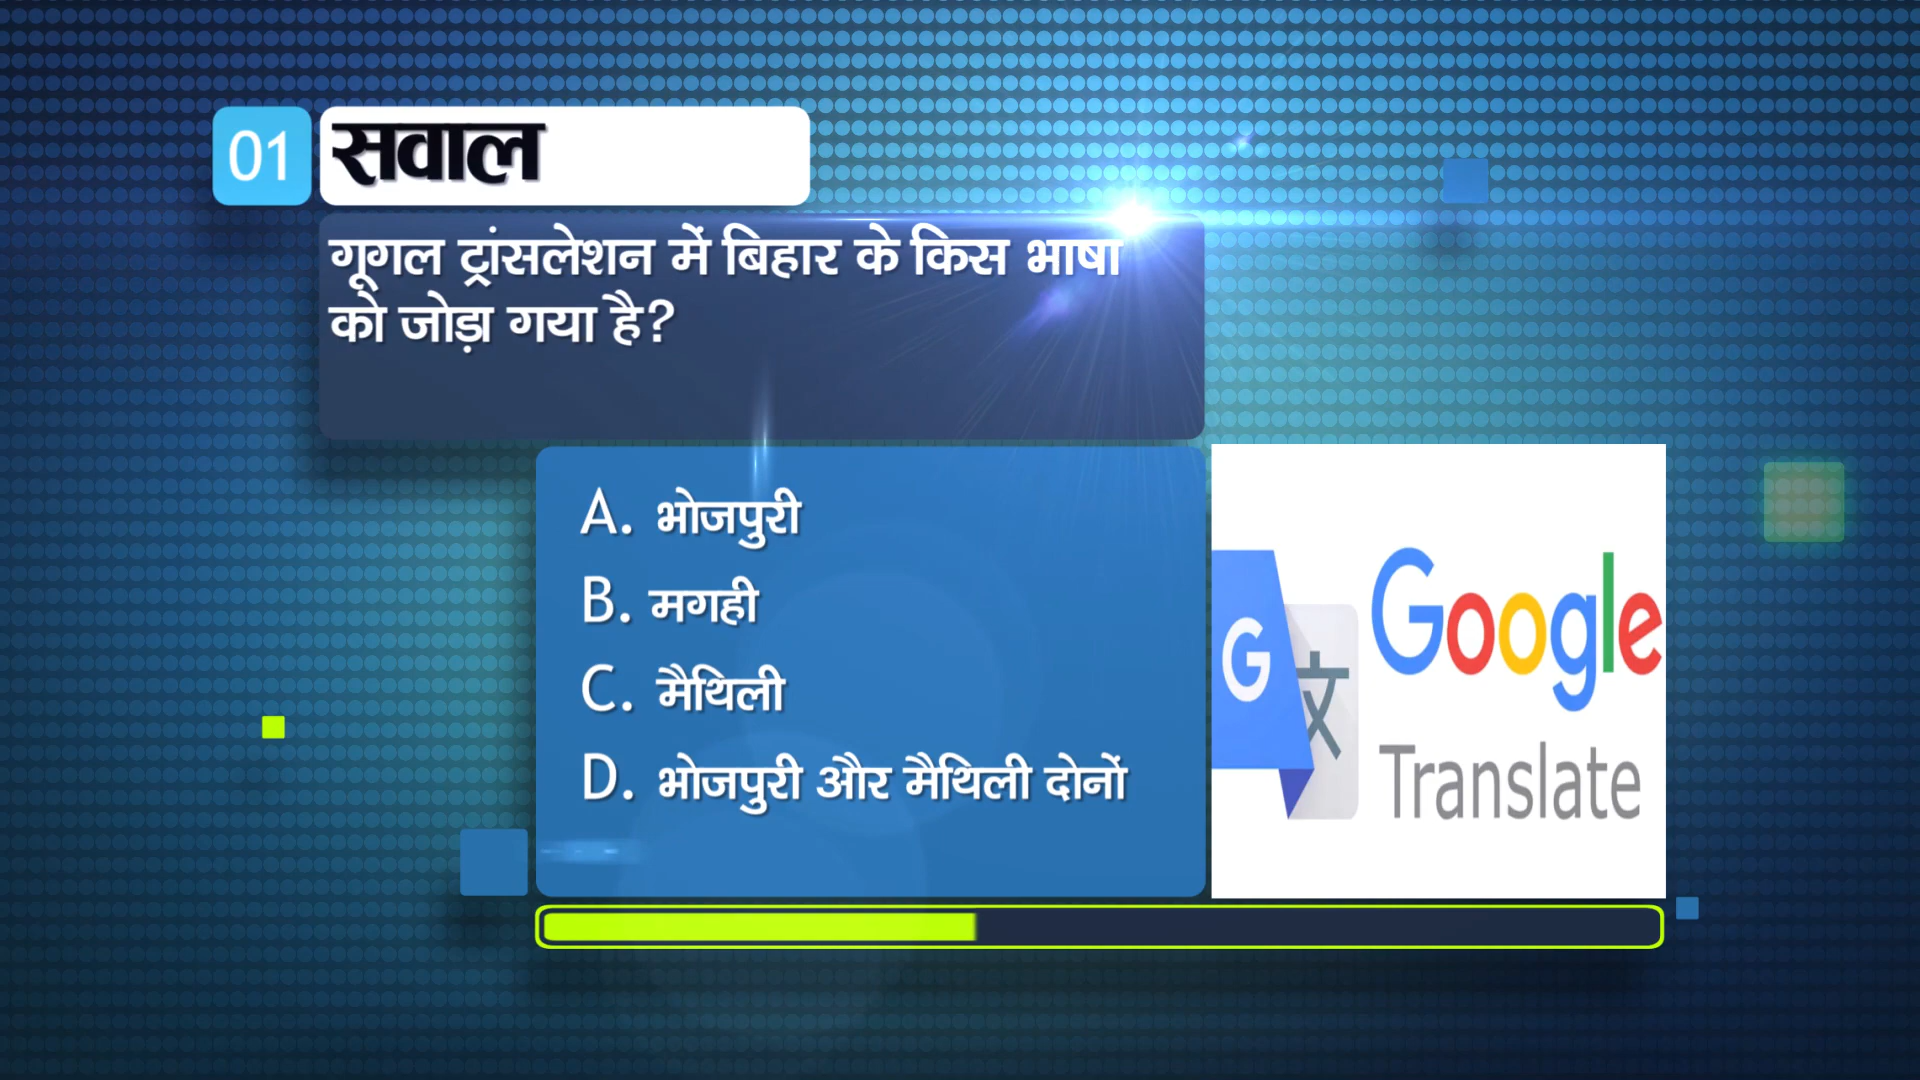 01 सवाल
गूगल ट्रांसलेशन में बिहार के किस भाषा
को जोड़ा गया है?
A. भोजपुरी
B. मगही
C. मैथिली
D. भोजपुरी और मैथिली दोनों
G 文 Google
Translate